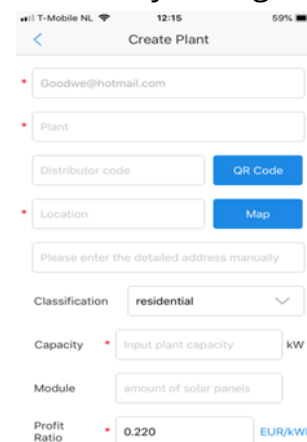 T-Mobile NL 12:15 59%
Create Plant
* Goodwe@hotmail.com
* Plant
Distributor code QR Code
* Location Map
Please enter the detailed address manually
Classification residential
Capacity * Input plant capacity kW
Module amount of solar panels
Profit
Ratio * 0.220 EUR/kW